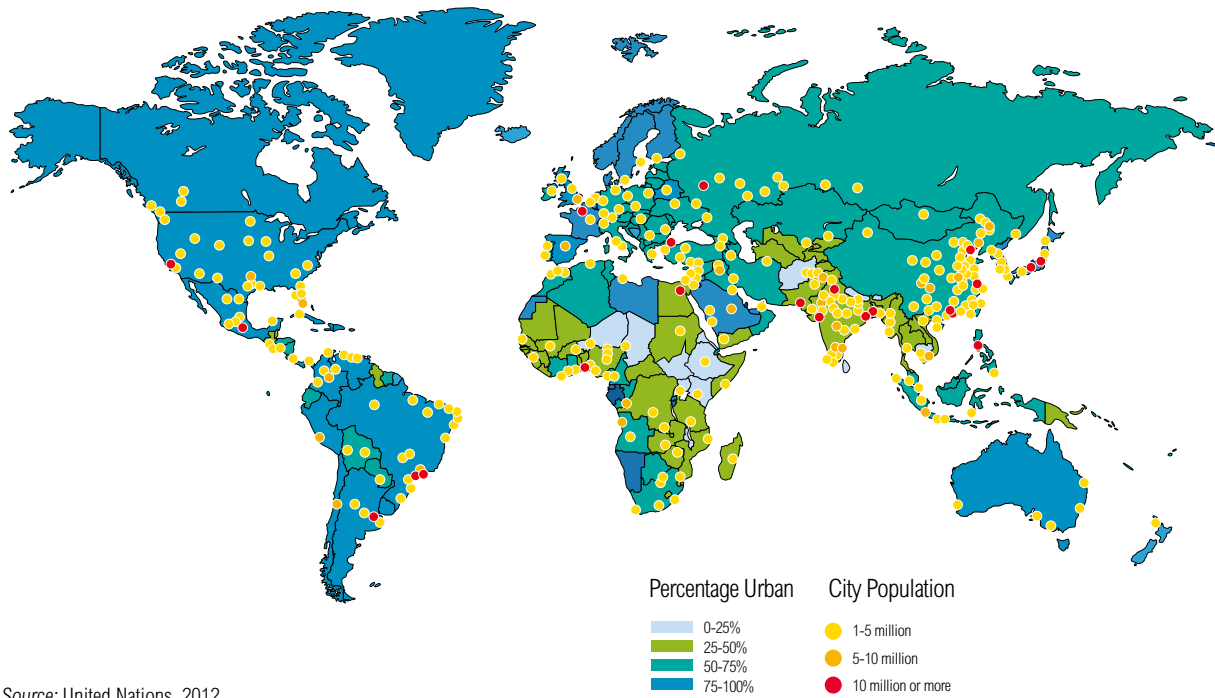 Percentage Urban
0-25%
25-50%
50-75%
75-100%
City Population
1-5 million
5-10 million
10 million or more
Source: United Nations, 2012